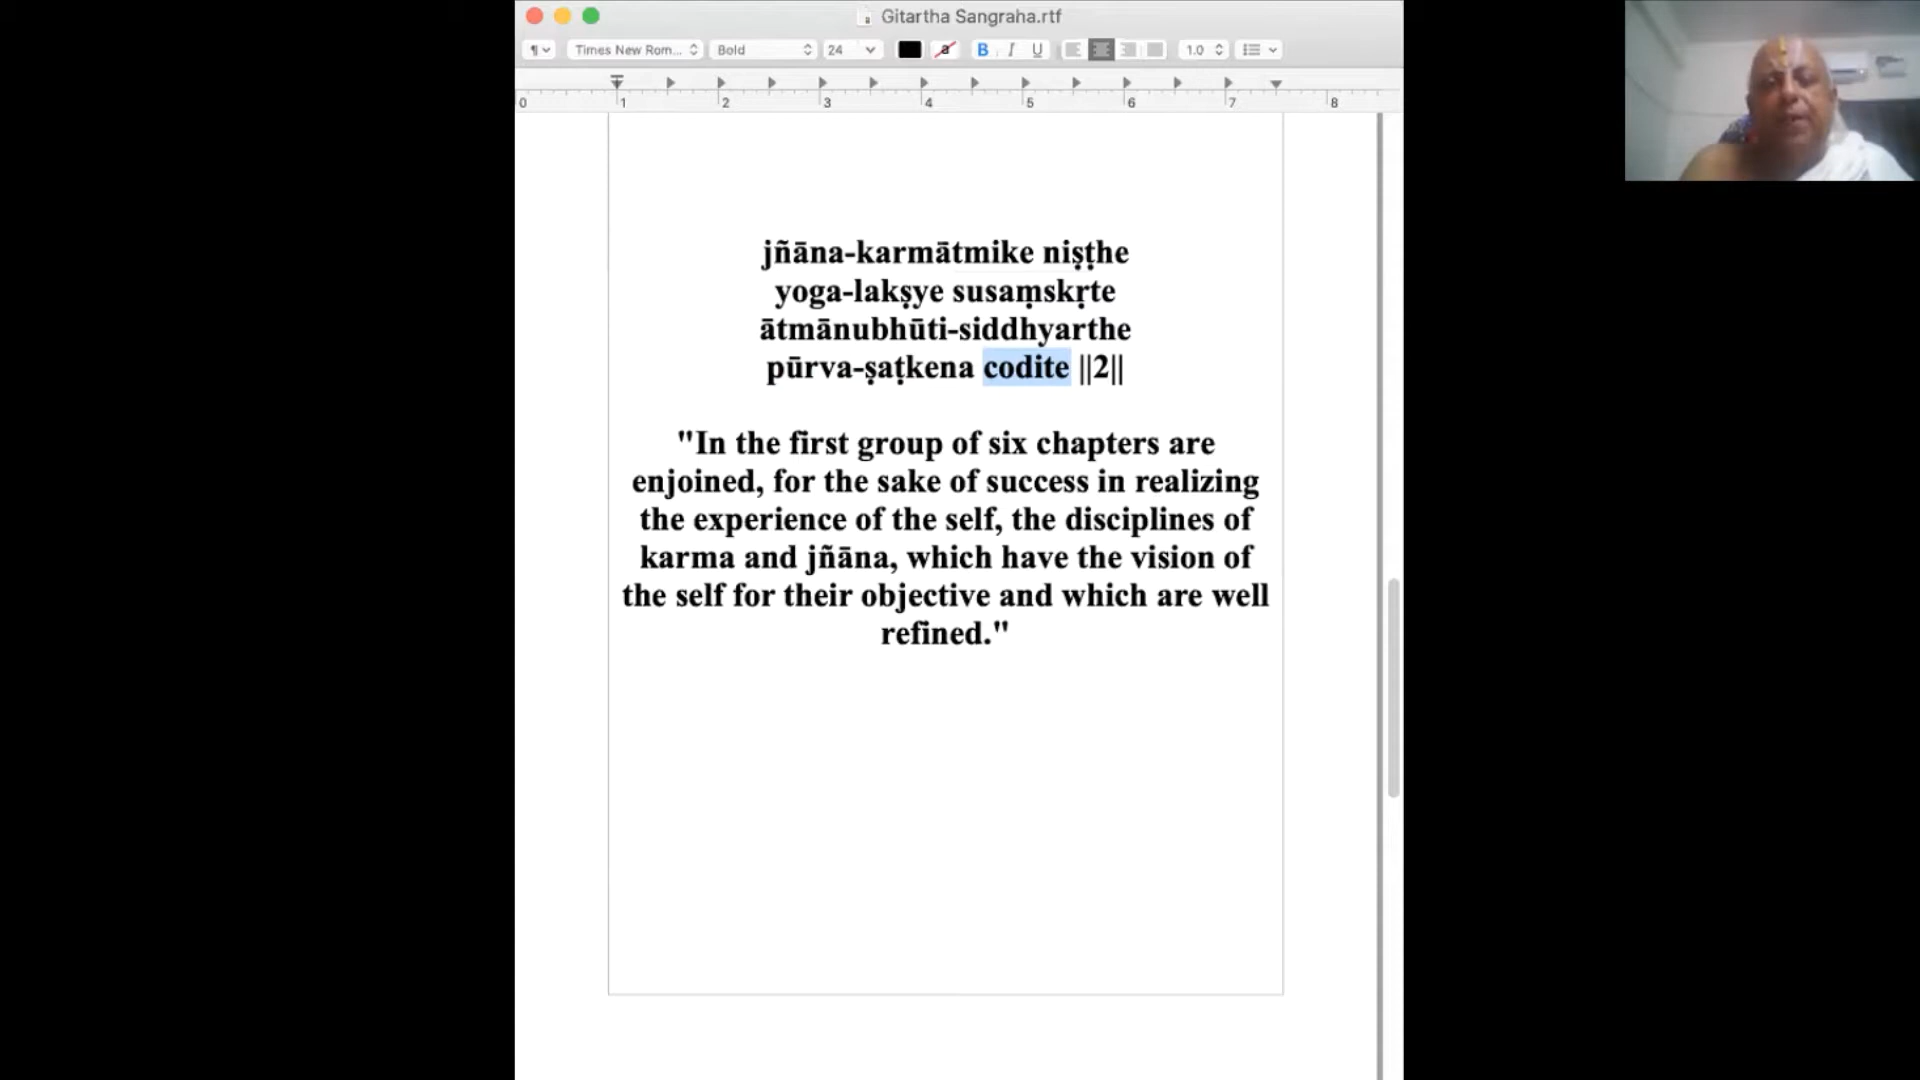 Gitartha Sangraha.rtf
¶ Times New Rom... Bold 24 a B I U 1.0
0 1 2 3 4 5 6 7 8
jñāna-karmātmike niṣṭhe
yoga-lakṣye susaṃskṛte
ātmānubhūti-siddhyarthe
pūrva-ṣaṭkena codite ||2||
"In the first group of six chapters are
enjoined, for the sake of success in realizing
the experience of the self, the disciplines of
karma and jñāna, which have the vision of
the self for their objective and which are well
refined."